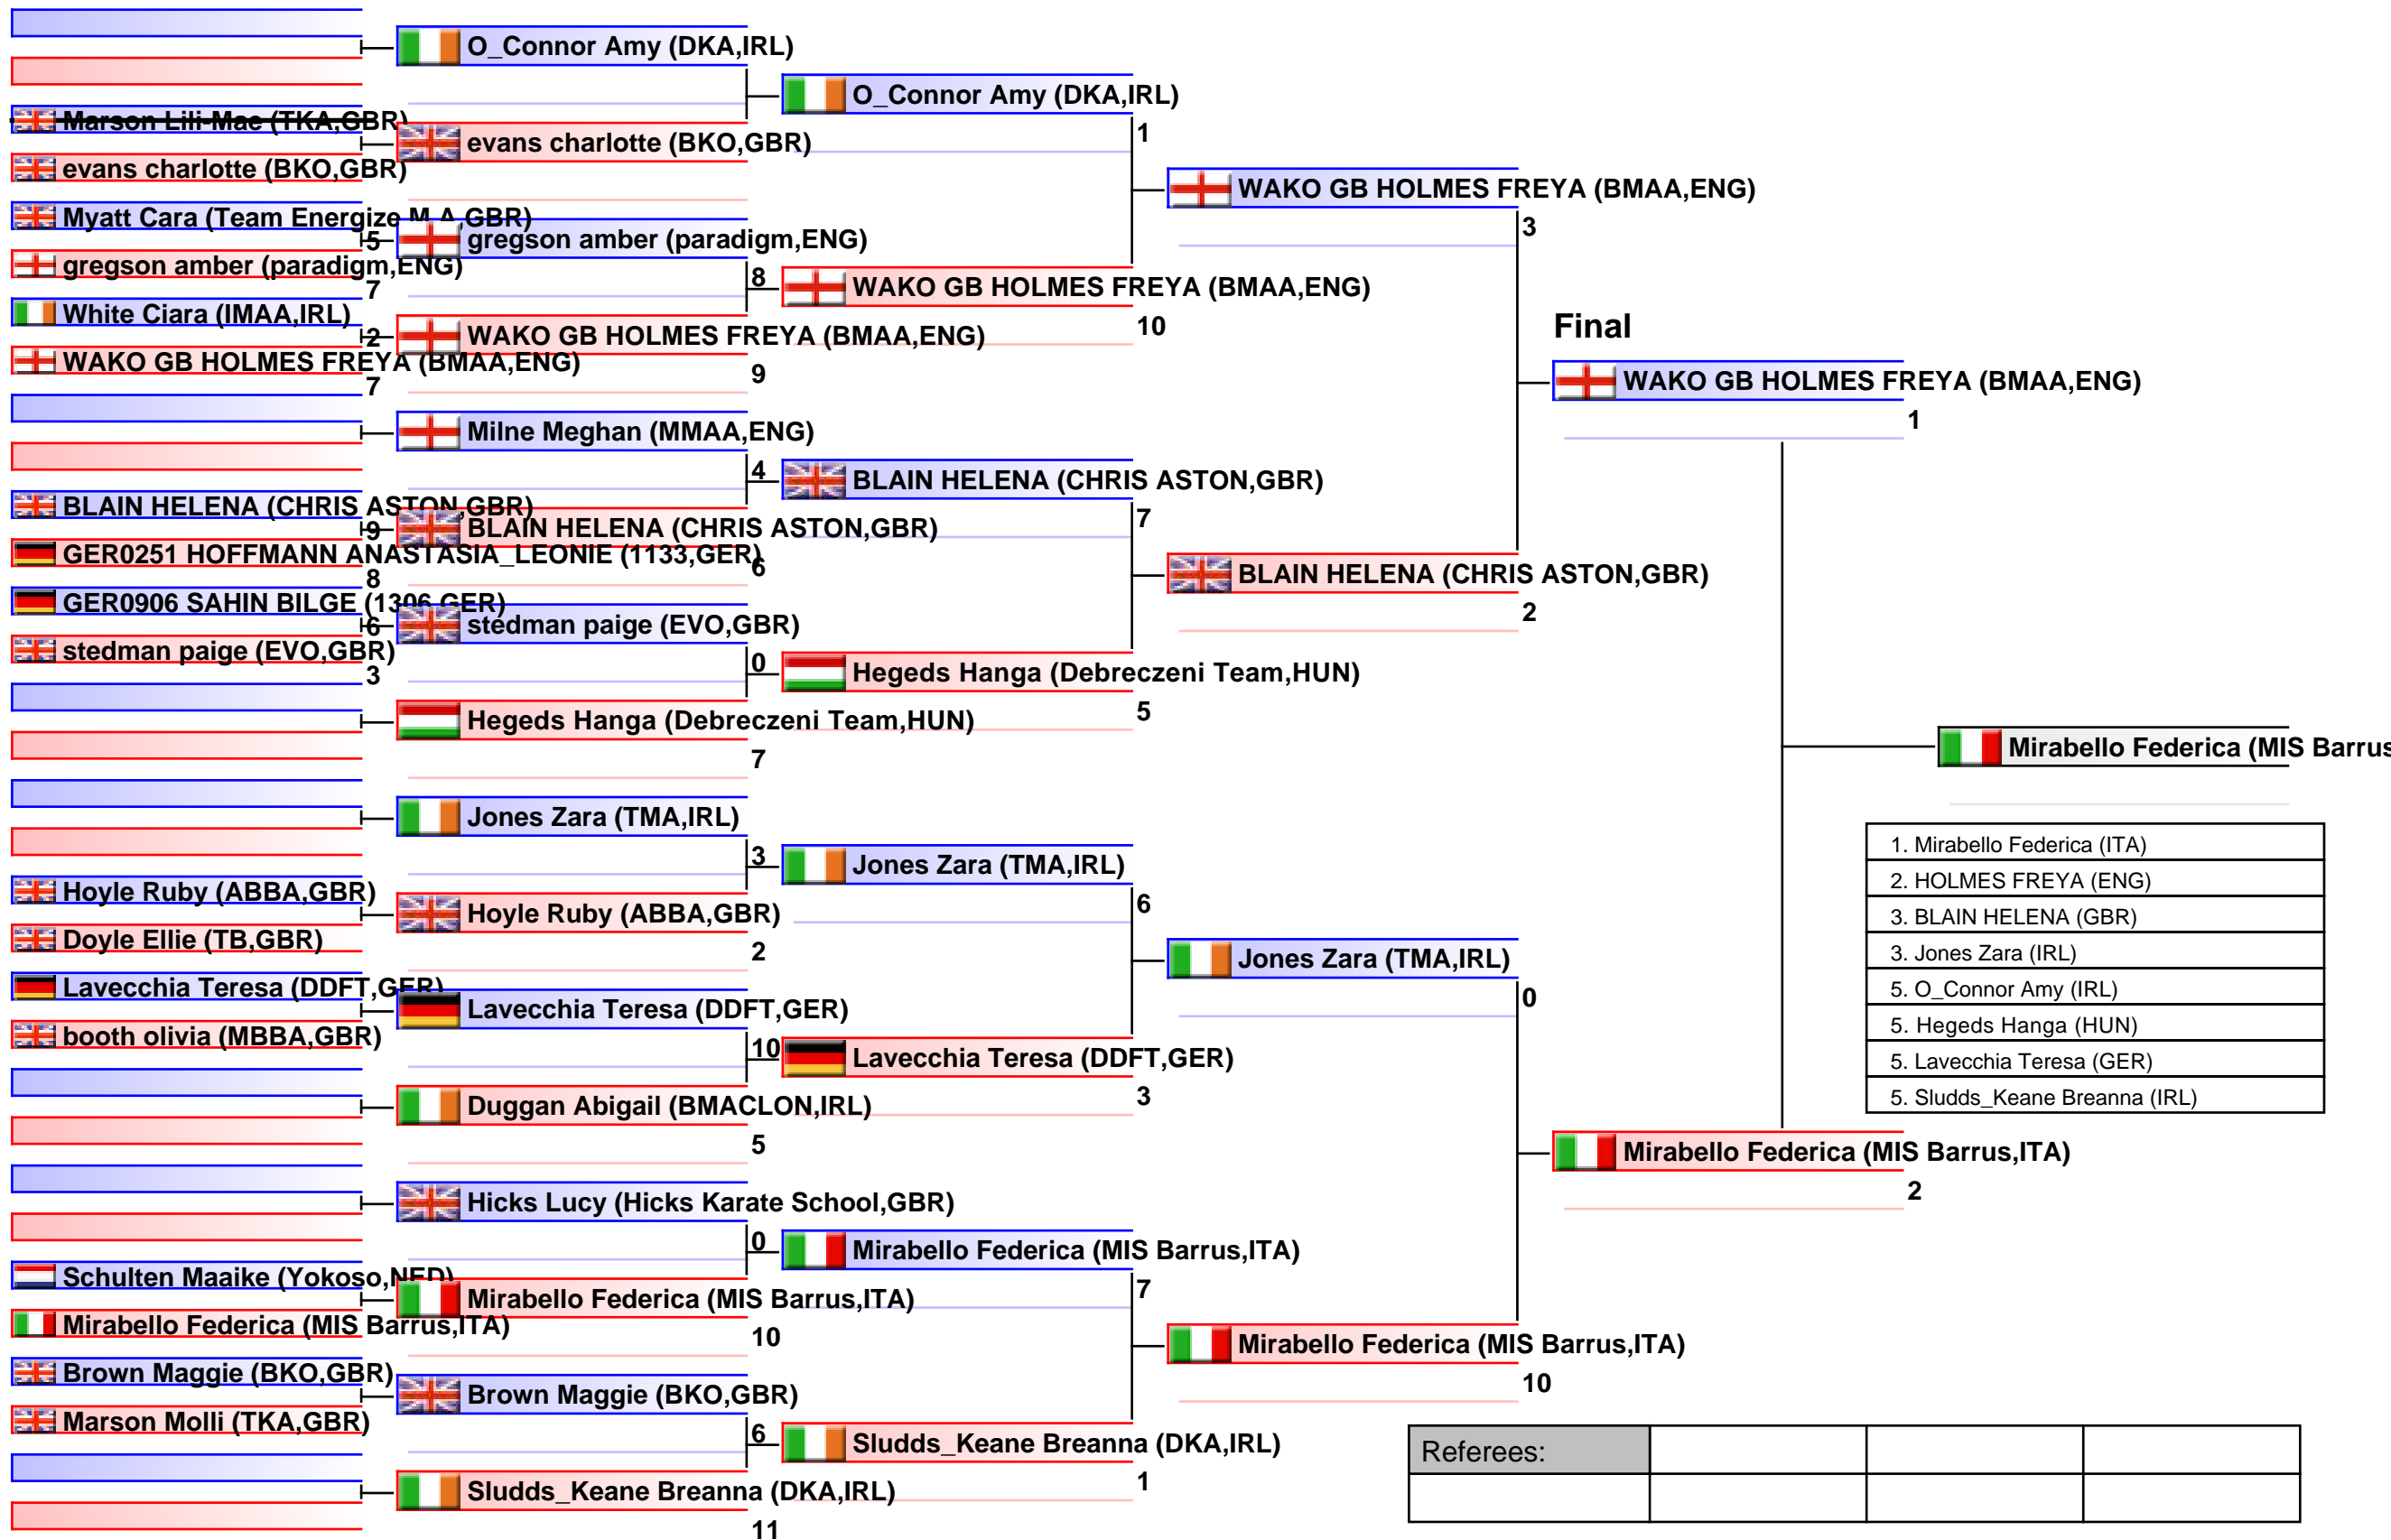 O_Connor Amy (DKA,IRL)
Marson Lili-Mae (TKA,GBR)
evans charlotte (BKO,GBR)
Myatt Cara (Team Energize M.A,GBR)
5
gregson amber (paradigm,ENG)
7
White Ciara (IMAA,IRL)
2
WAKO GB HOLMES FREYA (BMAA,ENG)
7
BLAIN HELENA (CHRIS ASTON,GBR)
9
GER0251 HOFFMANN ANASTASIA_LEONIE (1133,GER)
8
GER0906 SAHIN BILGE (1306,GER)
6
stedman paige (EVO,GBR)
3
Hoyle Ruby (ABBA,GBR)
Doyle Ellie (TB,GBR)
Lavecchia Teresa (DDFT,GER)
booth olivia (MBBA,GBR)
Schulten Maaike (Yokoso,NED)
Mirabello Federica (MIS Barrus,ITA)
Brown Maggie (BKO,GBR)
Marson Molli (TKA,GBR)
evans charlotte (BKO,GBR)
gregson amber (paradigm,ENG)
8
WAKO GB HOLMES FREYA (BMAA,ENG)
9
Milne Meghan (MMAA,ENG)
4
BLAIN HELENA (CHRIS ASTON,GBR)
6
stedman paige (EVO,GBR)
0
Hegeds Hanga (Debreczeni Team,HUN)
7
Jones Zara (TMA,IRL)
3
Hoyle Ruby (ABBA,GBR)
2
Lavecchia Teresa (DDFT,GER)
10
Duggan Abigail (BMACLON,IRL)
5
Hicks Lucy (Hicks Karate School,GBR)
0
Mirabello Federica (MIS Barrus,ITA)
10
Brown Maggie (BKO,GBR)
6
Sludds_Keane Breanna (DKA,IRL)
11
O_Connor Amy (DKA,IRL)
1
WAKO GB HOLMES FREYA (BMAA,ENG)
10
BLAIN HELENA (CHRIS ASTON,GBR)
7
Hegeds Hanga (Debreczeni Team,HUN)
5
Jones Zara (TMA,IRL)
6
Lavecchia Teresa (DDFT,GER)
3
Mirabello Federica (MIS Barrus,ITA)
7
Sludds_Keane Breanna (DKA,IRL)
1
WAKO GB HOLMES FREYA (BMAA,ENG)
3
BLAIN HELENA (CHRIS ASTON,GBR)
2
Jones Zara (TMA,IRL)
0
Mirabello Federica (MIS Barrus,ITA)
10
Final
WAKO GB HOLMES FREYA (BMAA,ENG)
1
Mirabello Federica (MIS Barrus,ITA)
2
Mirabello Federica (MIS Barrus
1. Mirabello Federica (ITA)
2. HOLMES FREYA (ENG)
3. BLAIN HELENA (GBR)
3. Jones Zara (IRL)
5. O_Connor Amy (IRL)
5. Hegeds Hanga (HUN)
5. Lavecchia Teresa (GER)
5. Sludds_Keane Breanna (IRL)
Referees: